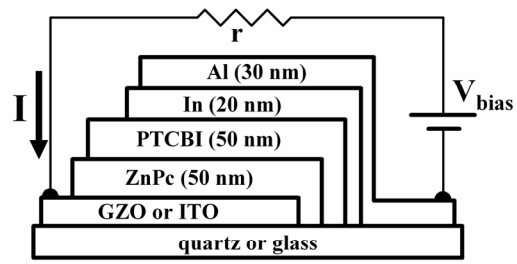 r
Al (30 nm)
I
In (20 nm)
V bias
PTCBI (50 nm)
ZnPc (50 nm)
GZO or ITO
quartz or glass